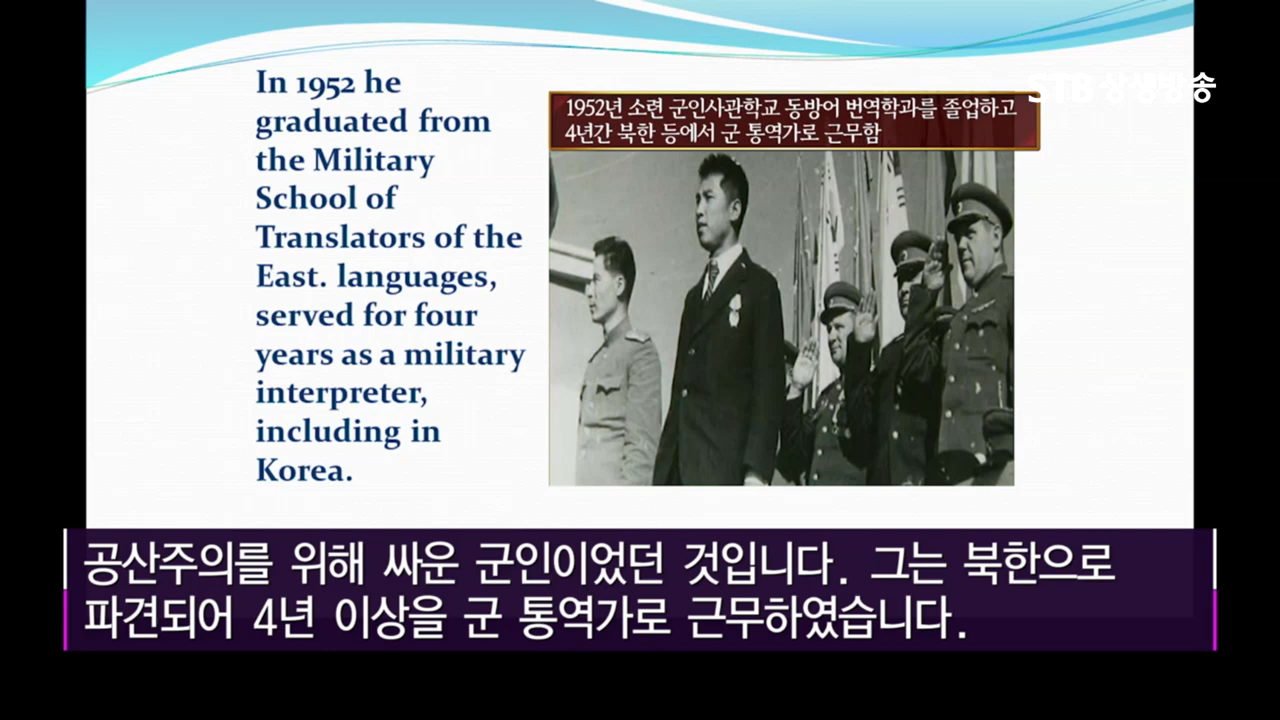 In 1952 he
graduated from
the Military
School of
Translators of the
East. languages,
served for four
years as a military
interpreter,
including in
Korea.
STB 상생방송
1952년 소련 군인사관학교 동방어 번역학과를 졸업하고
4년간 북한 등에서 군 통역가로 근무함
공산주의를 위해 싸운 군인이었던 것입니다. 그는 북한으로
파견되어 4년 이상을 군 통역가로 근무하였습니다.